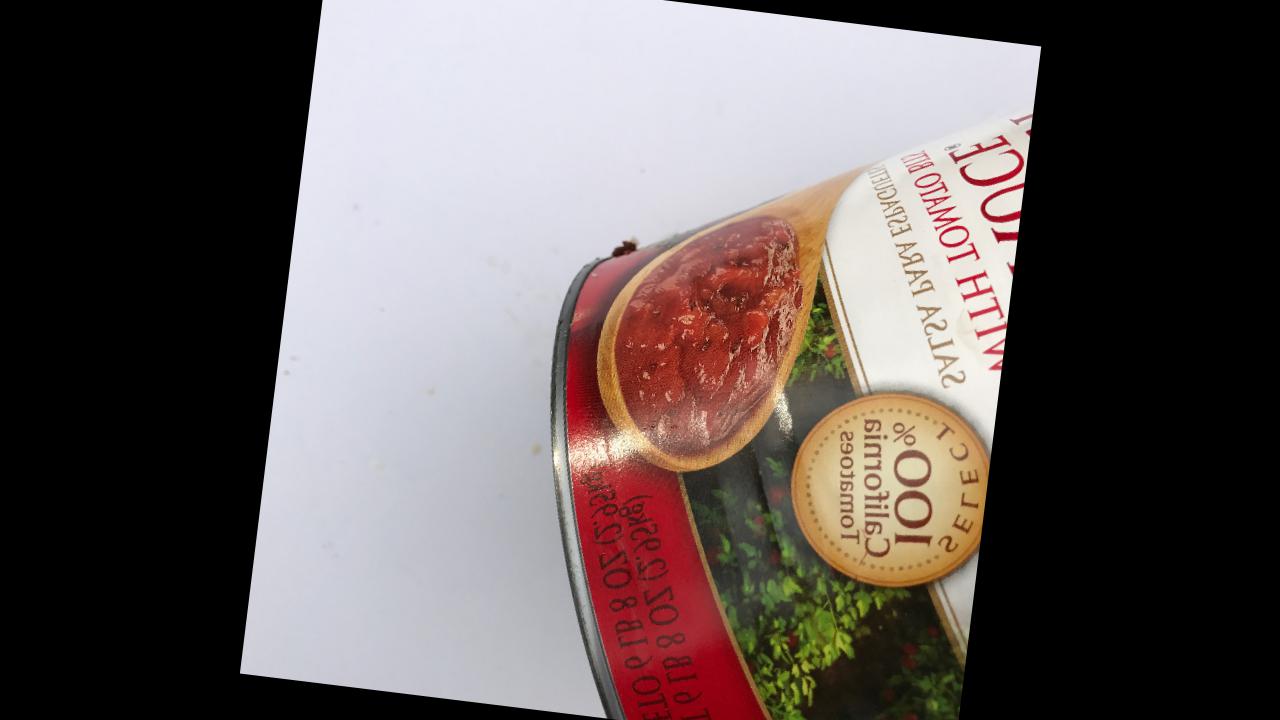 WITH TOMATO BITS
SALSA PARA ESPAGUETIS
SELECT
100%
California
Tomatoes
6 LB 8 OZ (2.95kg)
6 LB 8 OZ (2.95kg)